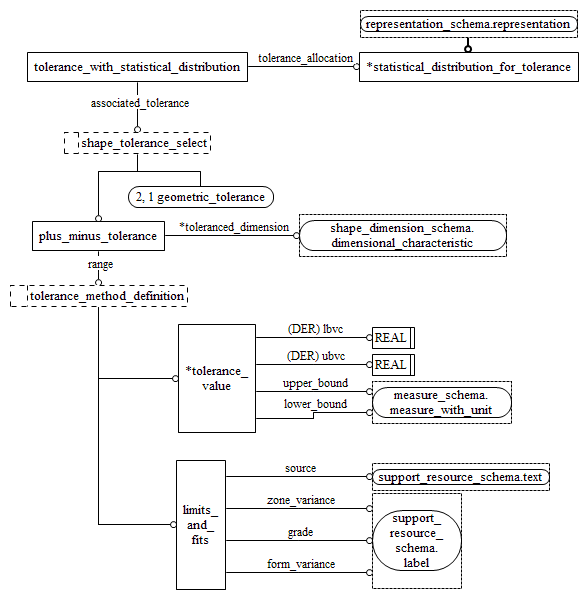 representation_schema.representation
tolerance_with_statistical_distribution
tolerance_allocation
*statistical_distribution_for_tolerance
associated_tolerance
shape_tolerance_select
2, 1 geometric_tolerance
plus_minus_tolerance
*toleranced_dimension
shape_dimension_schema.
dimensional_characteristic
range
tolerance_method_definition
*tolerance_
value
(DER) lbvc
REAL
(DER) ubvc
REAL
upper_bound
lower_bound
measure_schema.
measure_with_unit
limits_
and_
fits
source
support_resource_schema.text
zone_variance
grade
form_variance
support_
resource_
schema.
label